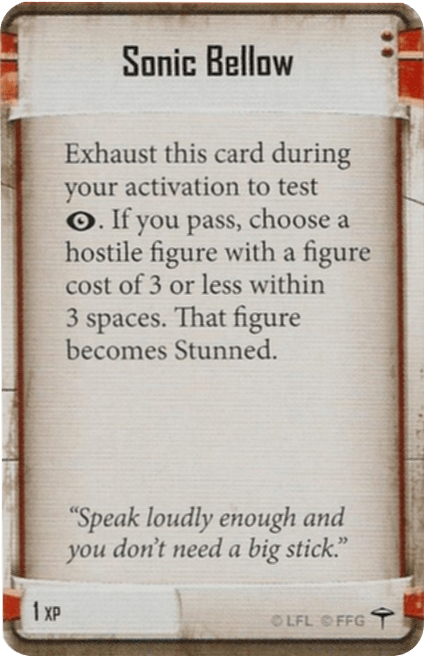 Sonic Bellow
Exhaust this card during
your activation to test
. If you pass, choose a
hostile figure with a figure
cost of 3 or less within
3 spaces. That figure
becomes Stunned.
“Speak loudly enough and
you don’t need a big stick.”
1 XP
© LFL © FFG